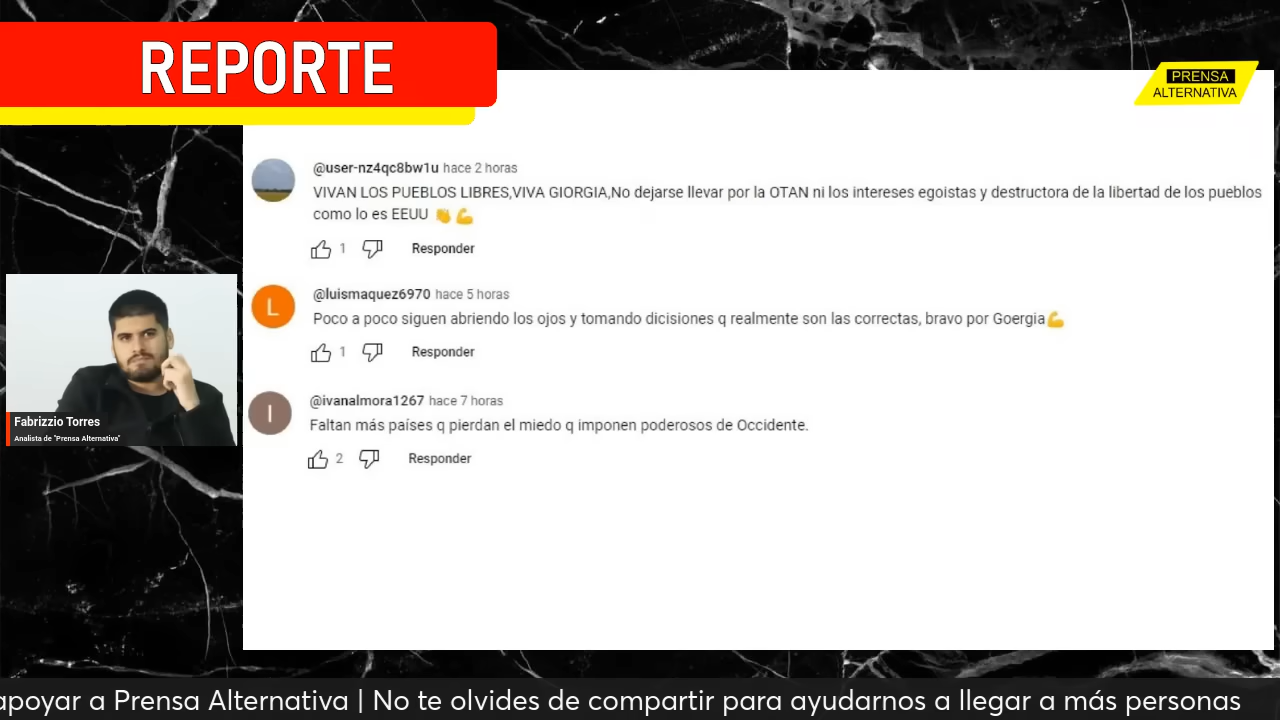 REPORTE
PRENSA
ALTERNATIVA
@user-nz4qc8bw1u hace 2 horas
VIVAN LOS PUEBLOS LIBRES,VIVA GIORGIA,No dejarse llevar por la OTAN ni los intereses egoistas y destructora de la libertad de los pueblos
como lo es EEUU 👏 💪
1 Responder
L
@luismaquez6970 hace 5 horas
Poco a poco siguen abriendo los ojos y tomando dicisiones q realmente son las correctas, bravo por Goergia💪
1 Responder
I
@ivanalmora1267 hace 7 horas
Faltan más países q pierdan el miedo q imponen poderosos de Occidente.
2 Responder
Fabrizzio Torres
Analista de "Prensa Alternativa"
apoyar a Prensa Alternativa | No te olvides de compartir para ayudarnos a llegar a más personas